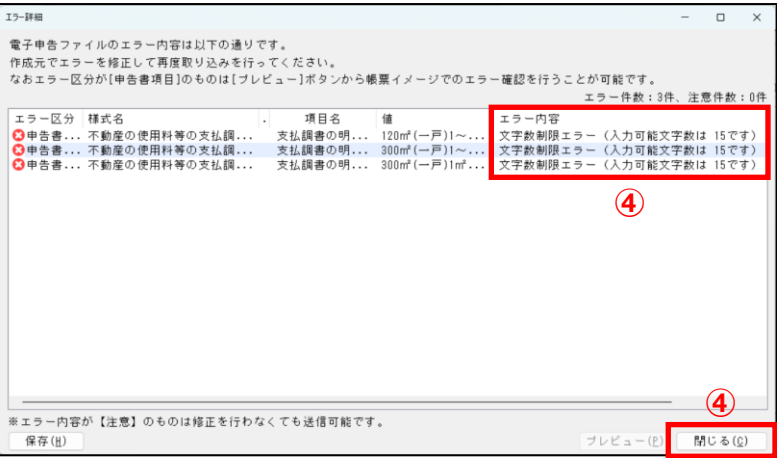 エラー詳細
電子申告ファイルのエラー内容は以下の通りです。
作成元でエラーを修正して再度取り込みを行ってください。
なおエラー区分が[申告書項目]のものは[プレビュー]ボタンから帳票イメージでのエラー確認を行うことが可能です。
エラー件数：3件、注意件数：0件
エラー区分 様式名 . 項目名 値 エラー内容
申告書... 不動産の使用料等の支払調... 支払調書の明... 120㎡(一戸)1～... 文字数制限エラー（入力可能文字数は 15です）
申告書... 不動産の使用料等の支払調... 支払調書の明... 300㎡(一戸)1～... 文字数制限エラー（入力可能文字数は 15です）
申告書... 不動産の使用料等の支払調... 支払調書の明... 300㎡(一戸)1㎡... 文字数制限エラー（入力可能文字数は 15です）
④
④
※エラー内容が【注意】のものは修正を行わなくても送信可能です。
保存(H) プレビュー(P) 閉じる(C)